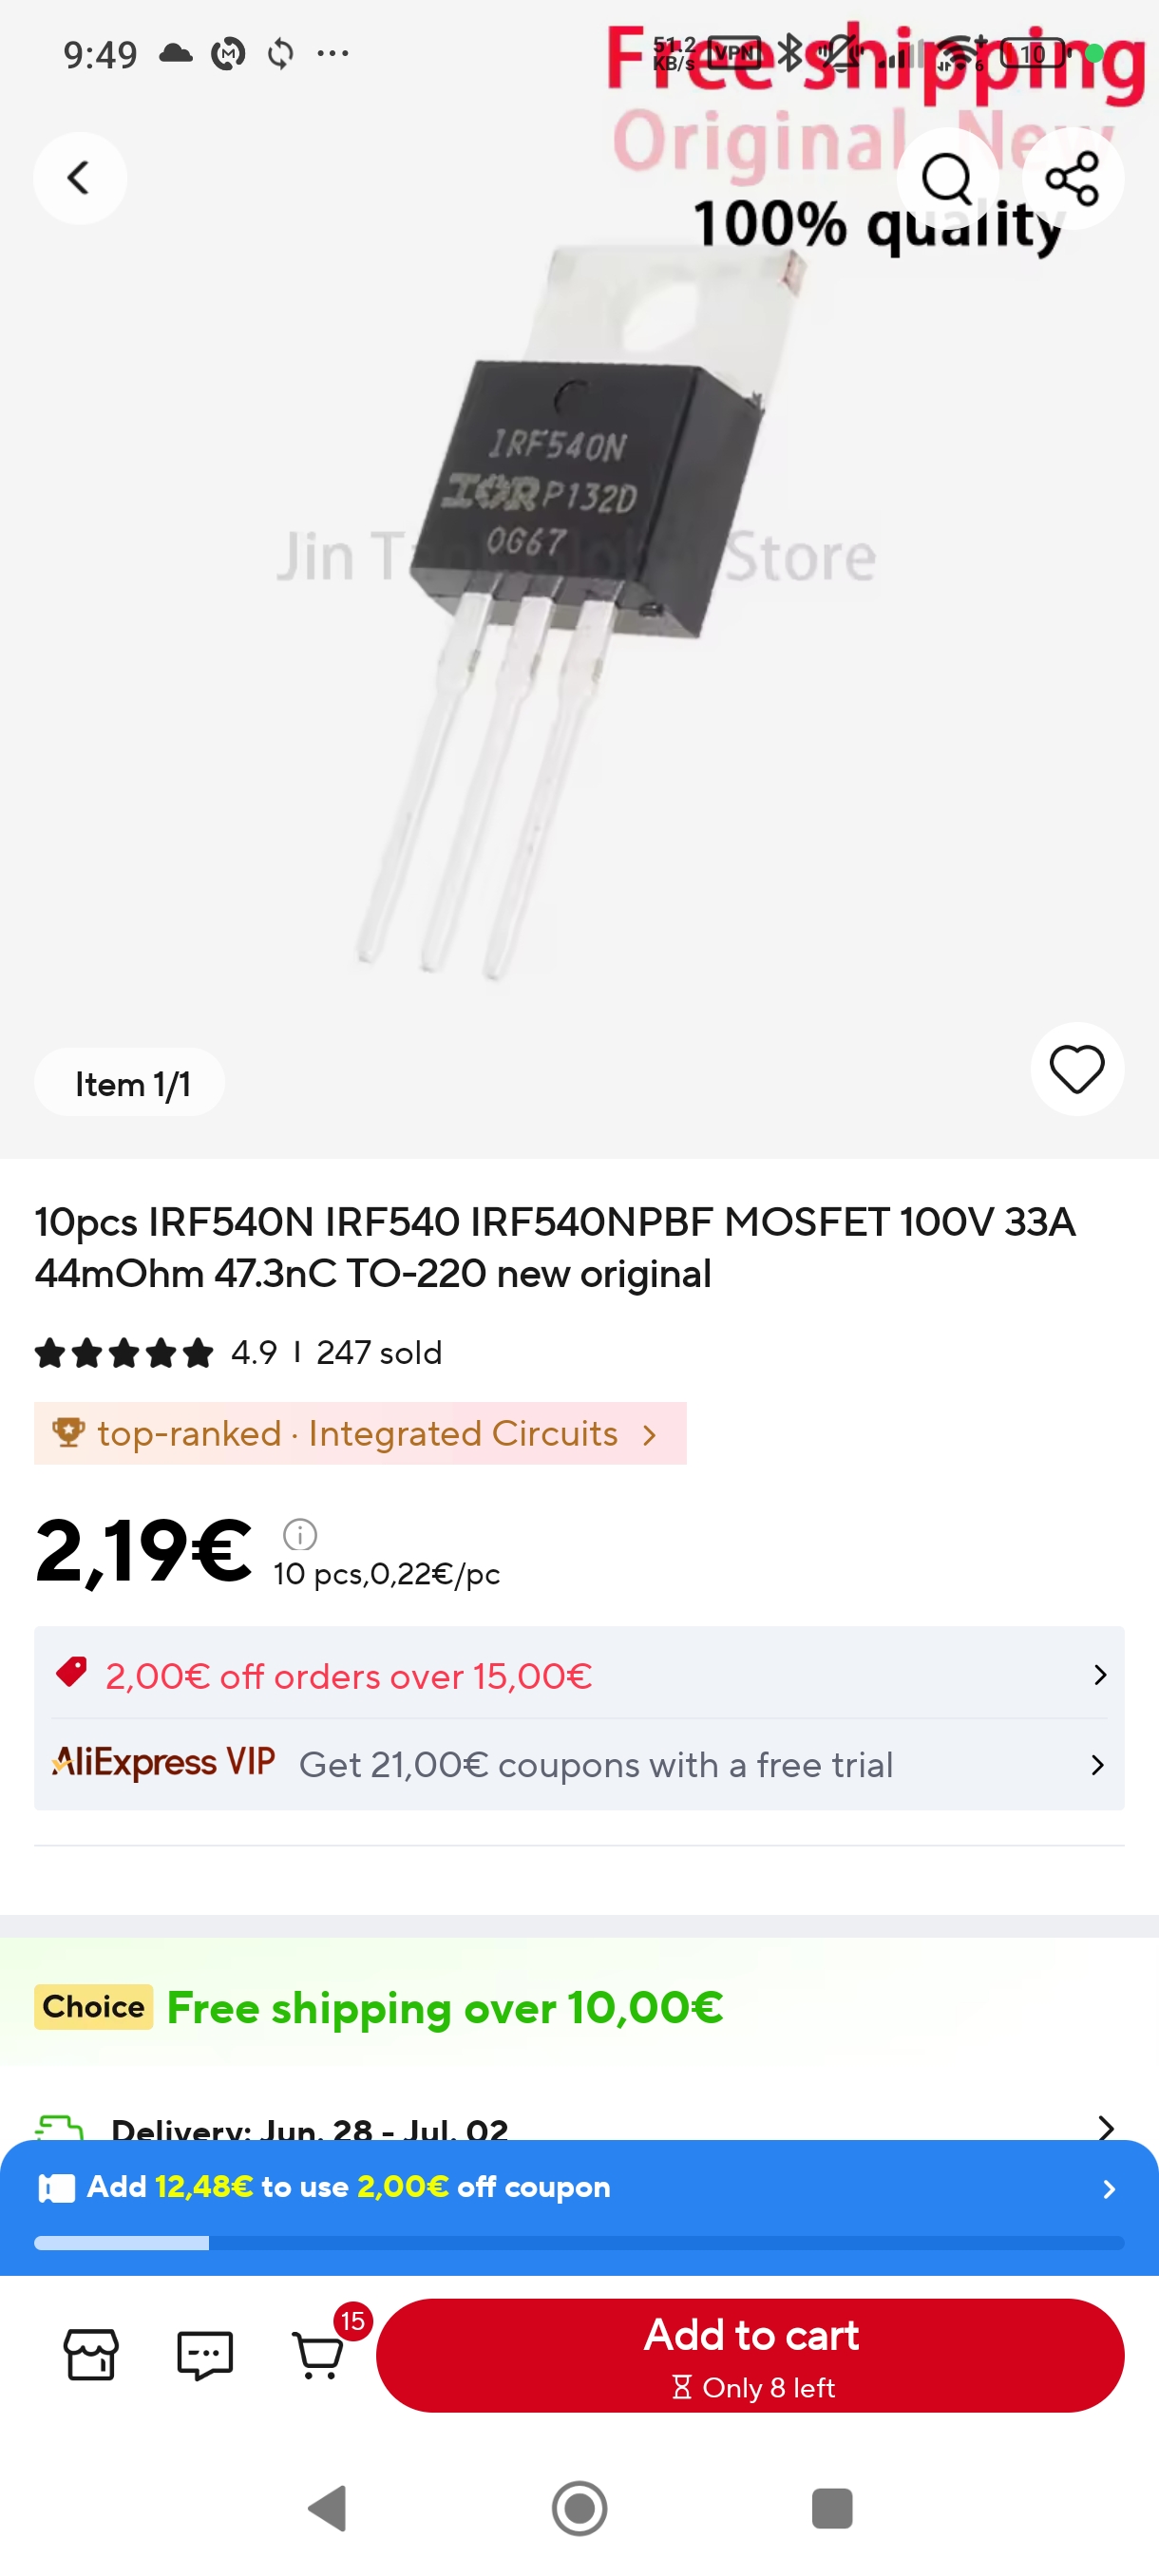 9:49
51.2
KB/s
VPN
6
10
Free shipping
Original New
100% quality
IRF540N
IOR P132D
0G67
Jin T Store
Item 1/1
10pcs IRF540N IRF540 IRF540NPBF MOSFET 100V 33A
44mOhm 47.3nC TO-220 new original
4.9 | 247 sold
top-ranked · Integrated Circuits
2,19€
10 pcs,0,22€/pc
2,00€ off orders over 15,00€
AliExpress VIP Get 21,00€ coupons with a free trial
Choice Free shipping over 10,00€
Delivery: Jun. 28 - Jul. 02
Add 12,48€ to use 2,00€ off coupon
15
Add to cart
Only 8 left